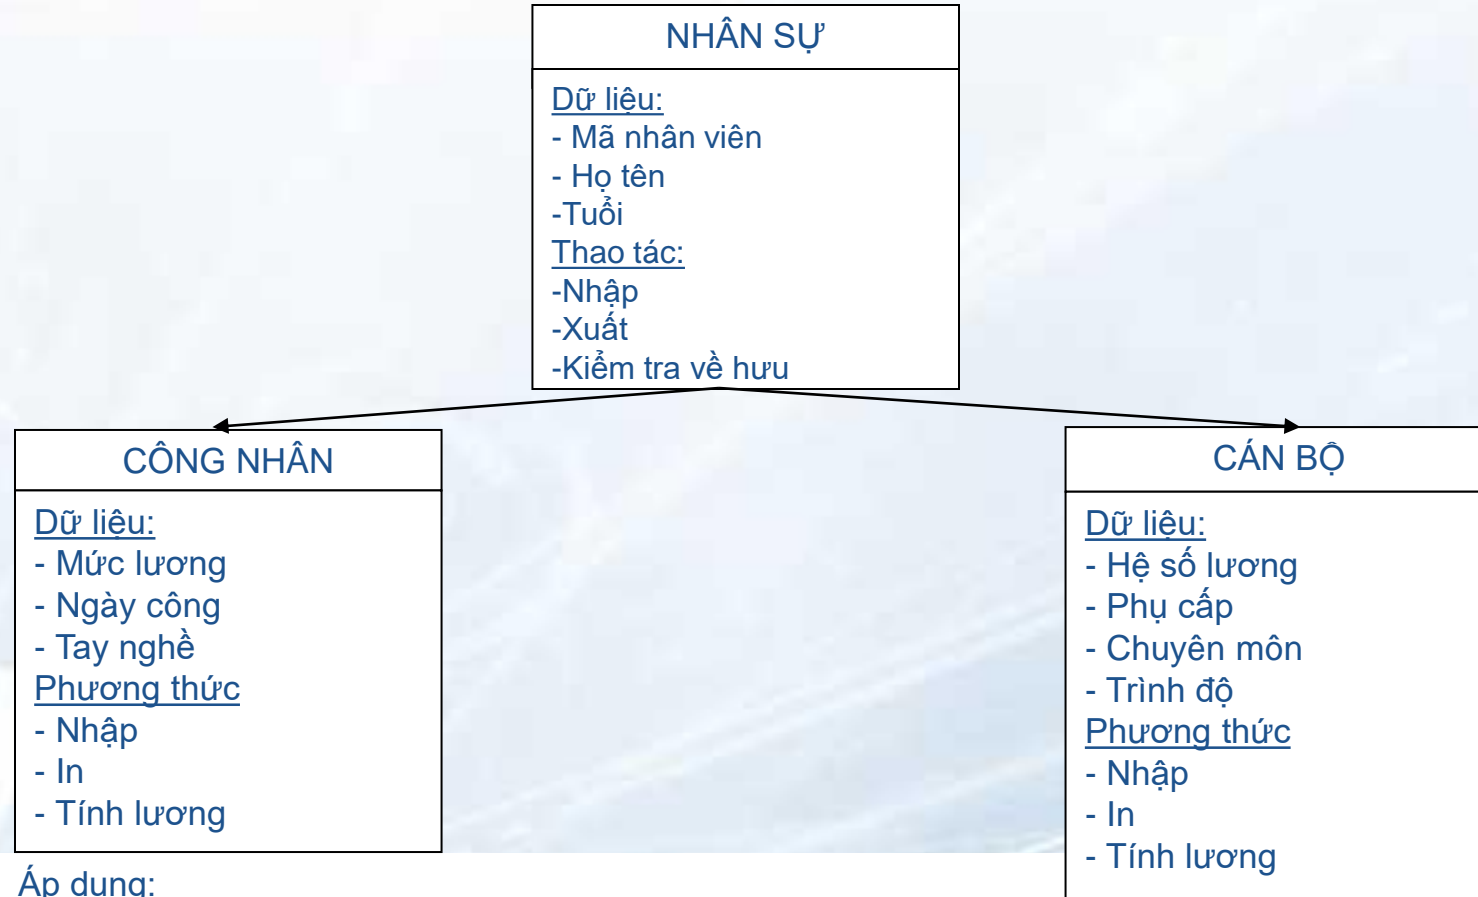 NHÂN SỰ
Dữ liệu:
- Mã nhân viên
- Họ tên
-Tuổi
Thao tác:
-Nhập
-Xuất
-Kiểm tra về hưu
CÔNG NHÂN
Dữ liệu:
- Mức lương
- Ngày công
- Tay nghề
Phương thức
- Nhập
- In
- Tính lương
CÁN BỘ
Dữ liệu:
- Hệ số lương
- Phụ cấp
- Chuyên môn
- Trình độ
Phương thức
- Nhập
- In
- Tính lương
Áp dụng: